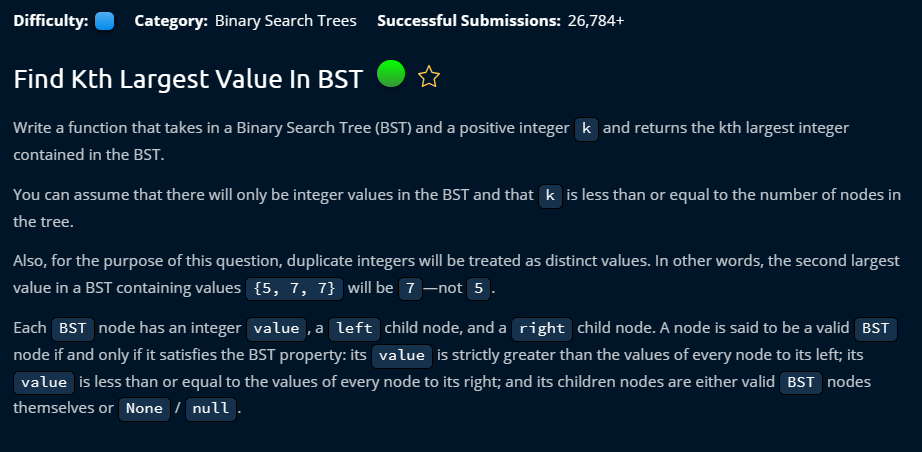 Difficulty: Category: Binary Search Trees Successful Submissions: 26,784+
Find Kth Largest Value In BST
Write a function that takes in a Binary Search Tree (BST) and a positive integer k and returns the kth largest integer
contained in the BST.
You can assume that there will only be integer values in the BST and that k is less than or equal to the number of nodes in
the tree.
Also, for the purpose of this question, duplicate integers will be treated as distinct values. In other words, the second largest
value in a BST containing values {5, 7, 7} will be 7—not 5.
Each BST node has an integer value, a left child node, and a right child node. A node is said to be a valid BST
node if and only if it satisfies the BST property: its value is strictly greater than the values of every node to its left; its
value is less than or equal to the values of every node to its right; and its children nodes are either valid BST nodes
themselves or None / null.